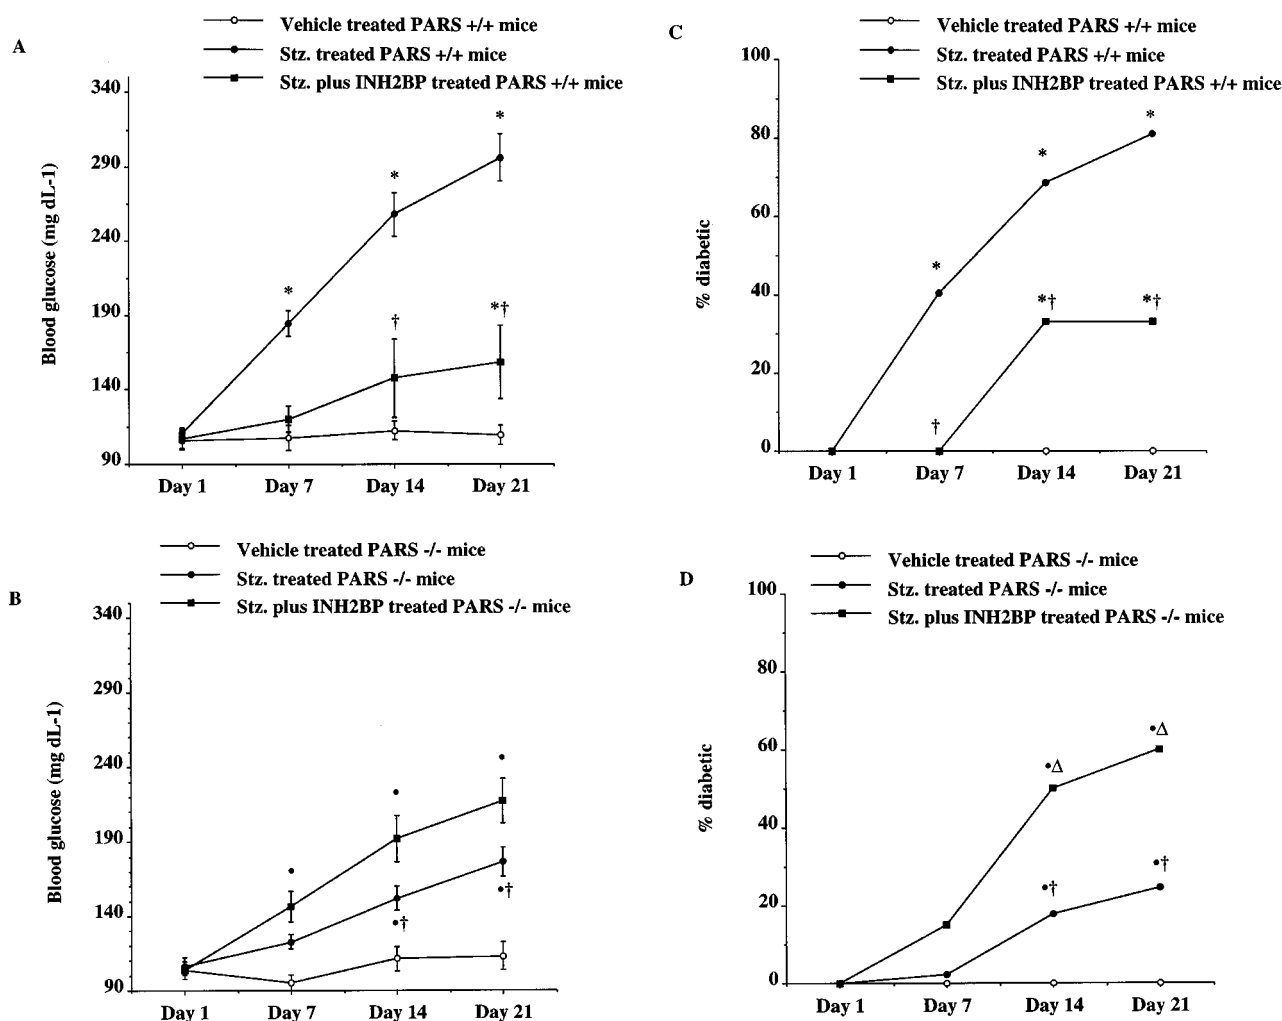 A
Vehicle treated PARS +/+ mice
Stz. treated PARS +/+ mice
Stz. plus INH2BP treated PARS +/+ mice
Blood glucose (mg dL-1)
340
290
240
190
140
90
*
*
*
†
*†
Day 1 Day 7 Day 14 Day 21
C
Vehicle treated PARS +/+ mice
Stz. treated PARS +/+ mice
Stz. plus INH2BP treated PARS +/+ mice
% diabetic
100
80
60
40
20
0
*
*
*
†
*†
*†
Day 1 Day 7 Day 14 Day 21
B
Vehicle treated PARS -/- mice
Stz. treated PARS -/- mice
Stz. plus INH2BP treated PARS -/- mice
Blood glucose (mg dL-1)
340
290
240
190
140
90
•
•
•
•†
•†
Day 1 Day 7 Day 14 Day 21
D
Vehicle treated PARS -/- mice
Stz. treated PARS -/- mice
Stz. plus INH2BP treated PARS -/- mice
% diabetic
100
80
60
40
20
0
•Δ
•Δ
•†
•†
Day 1 Day 7 Day 14 Day 21